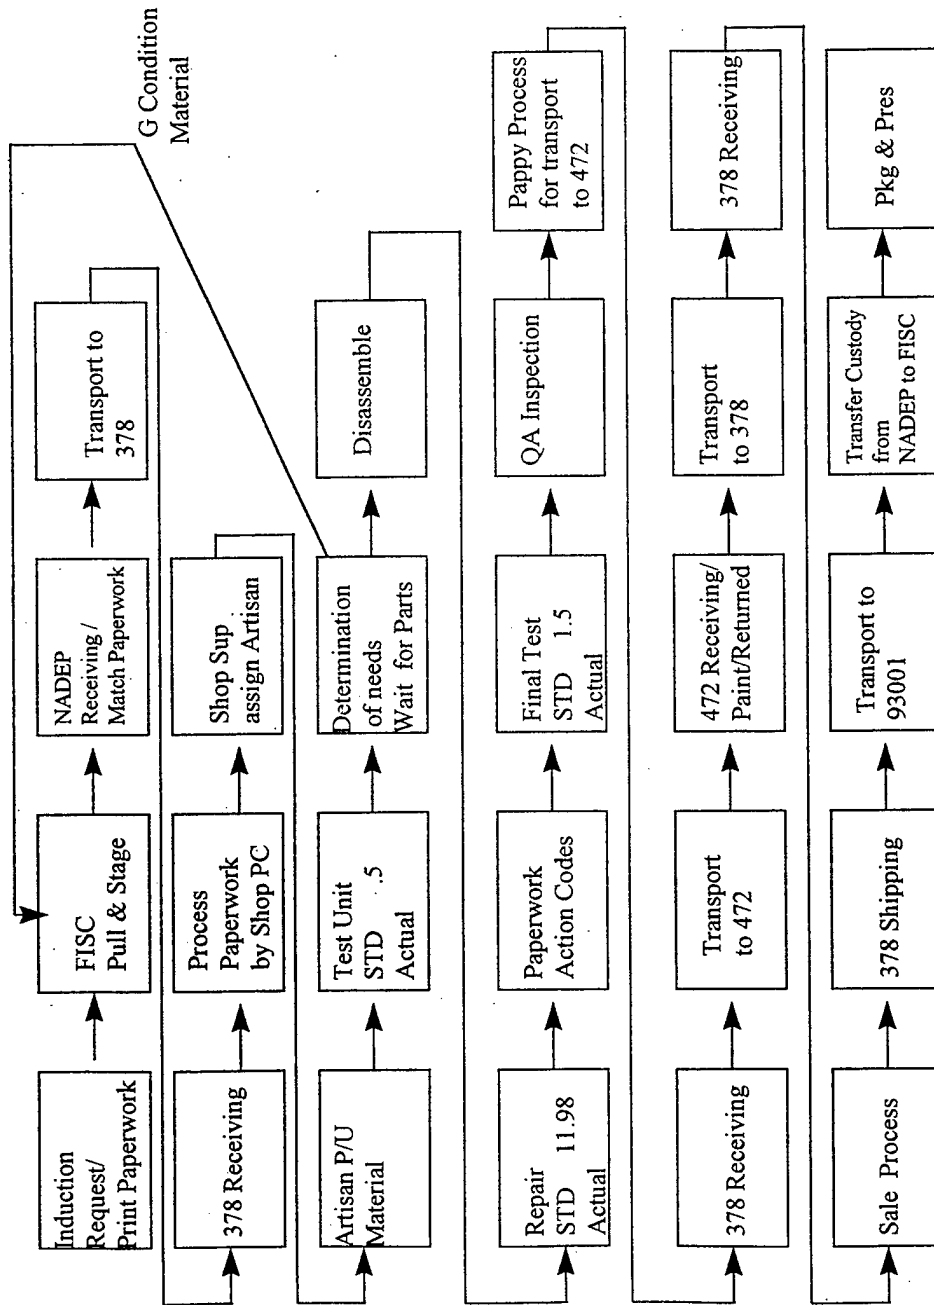 Induction
Request/
Print Paperwork
FISC
Pull & Stage
NADEP
Receiving /
Match Paperwork
Transport to
378
G Condition
Material
378 Receiving
Process
Paperwork
by Shop PC
Shop Sup
assign Artisan
Artisan P/U
Material
Test Unit
STD .5
Actual
Determination
of needs
Wait for Parts
Disassemble
Repair
STD 11.98
Actual
Paperwork
Action Codes
Final Test
STD 1.5
Actual
QA Inspection
Pappy Process
for transport
to 472
378 Receiving
Transport
to 472
472 Receiving/
Paint/Returned
Transport
to 378
378 Receiving
Sale Process
378 Shipping
Transport to
93001
Transfer Custody
from
NADEP to FISC
Pkg & Pres